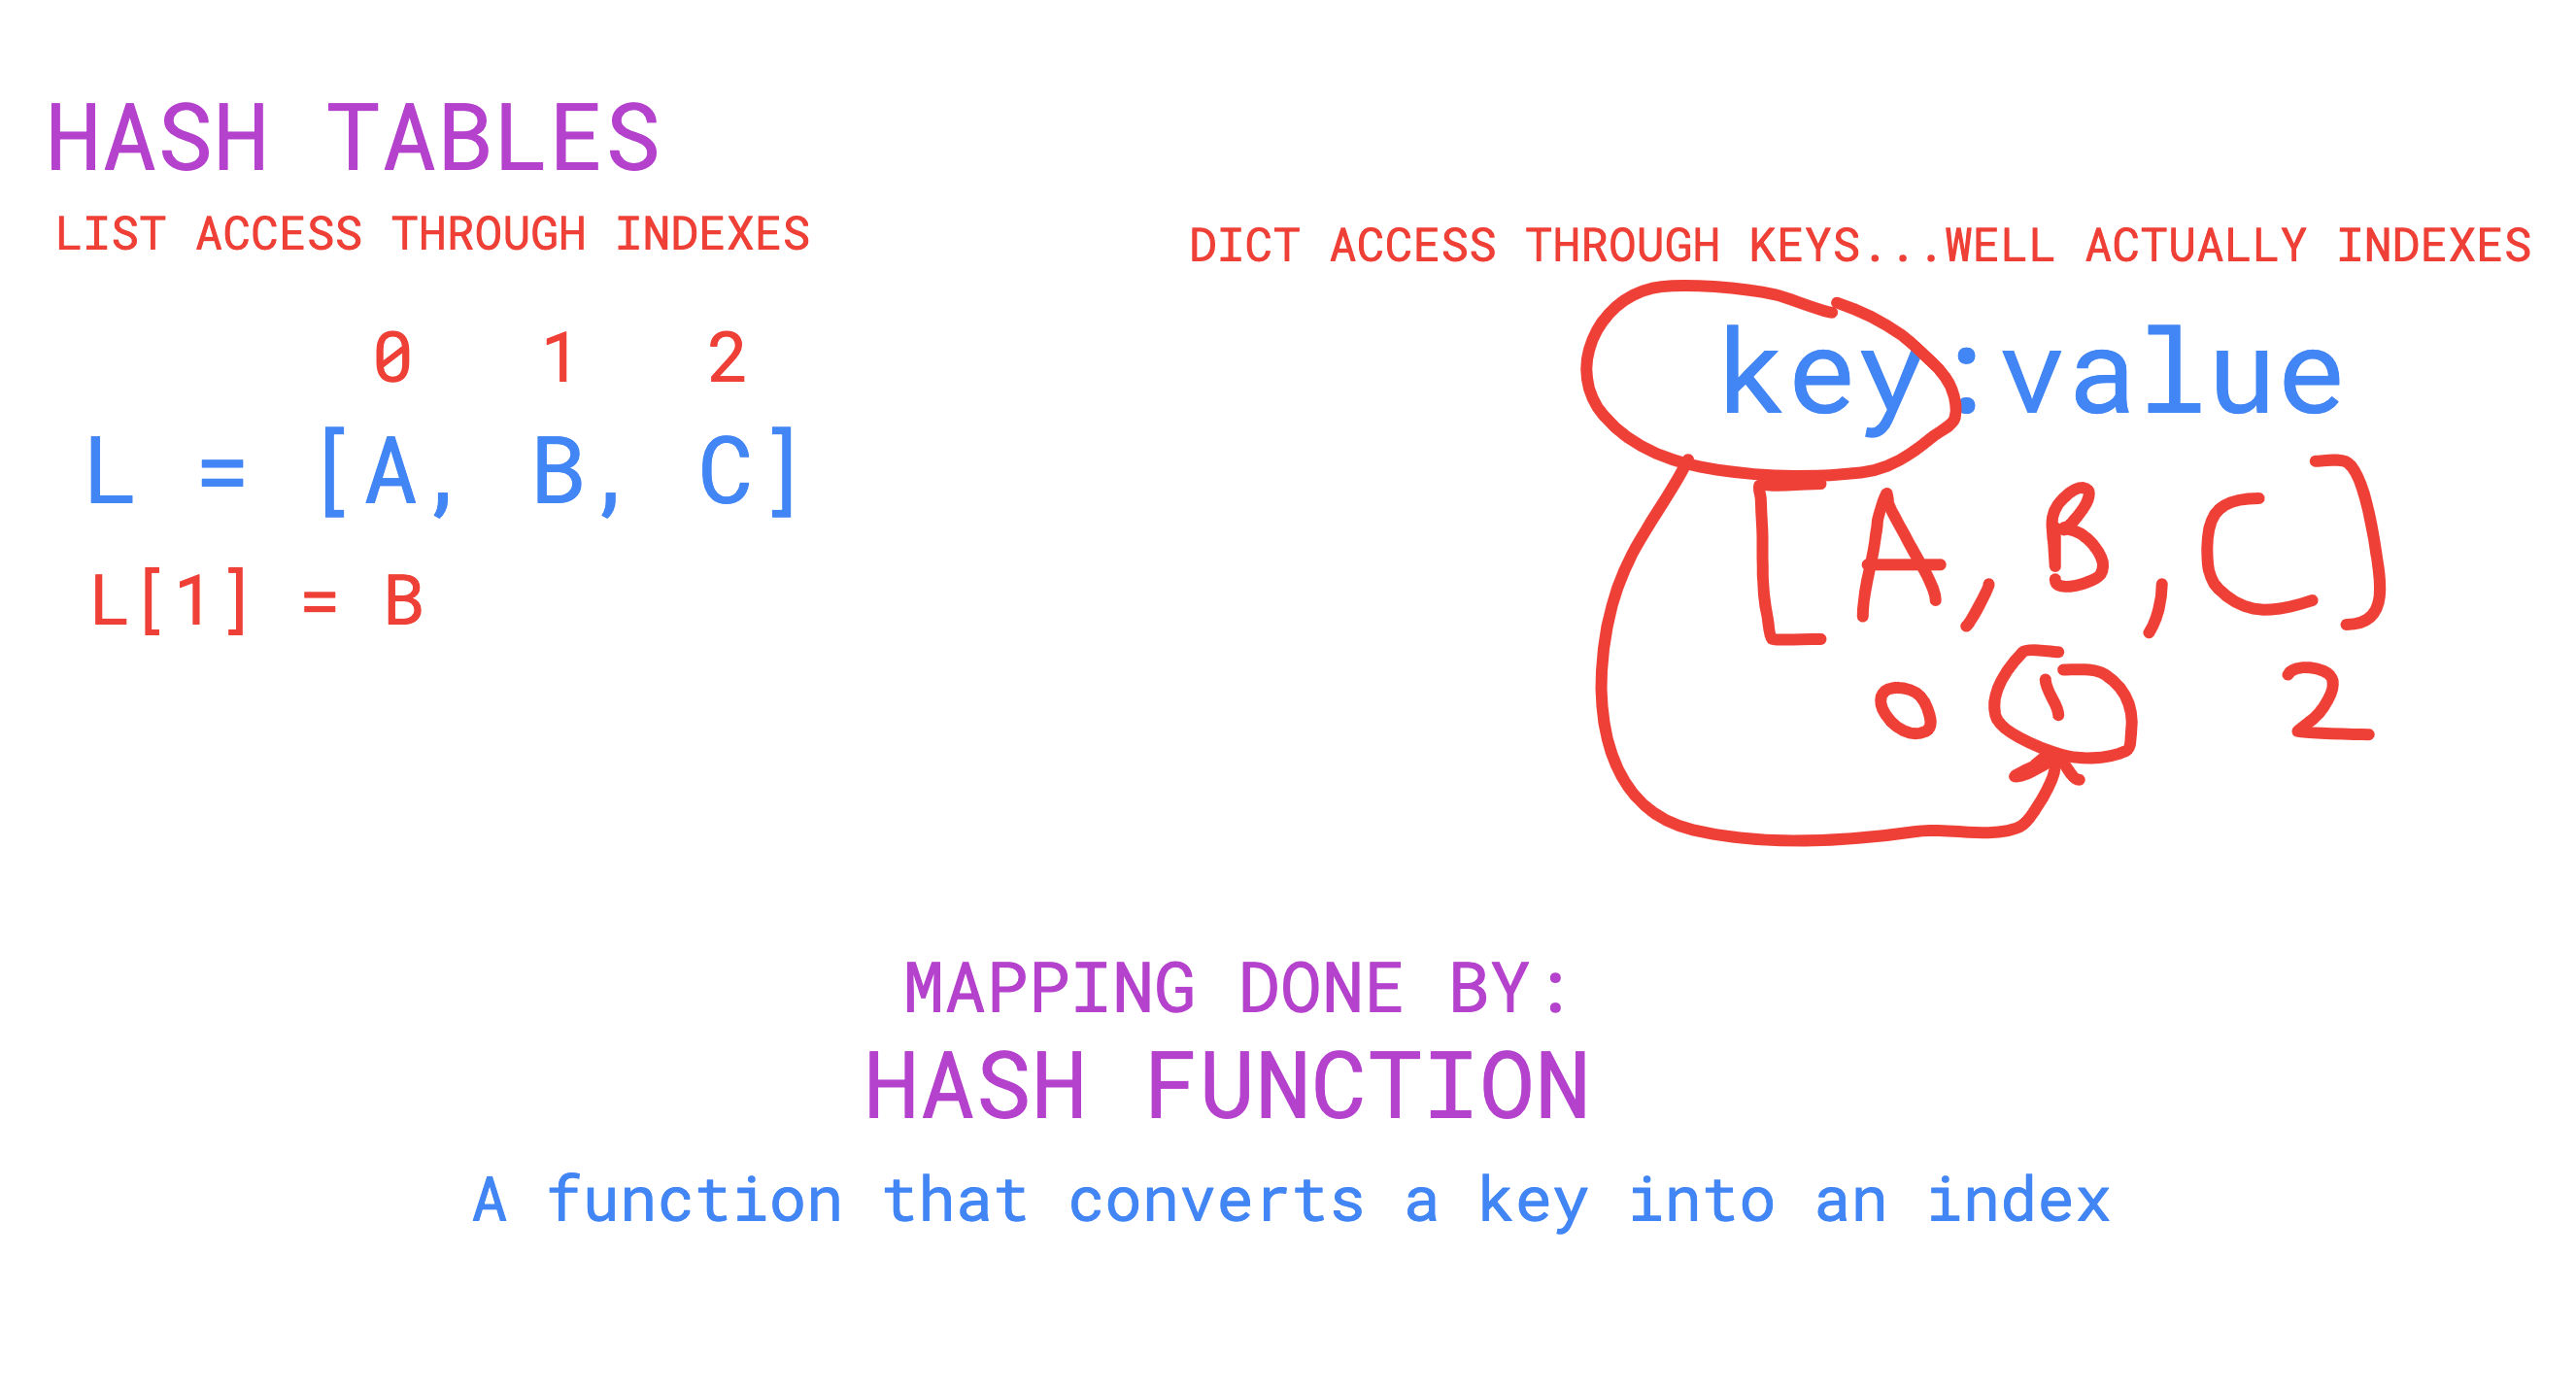 HASH TABLES
LIST ACCESS THROUGH INDEXES
0 1 2
L = [A, B, C]
L[1] = B
DICT ACCESS THROUGH KEYS...WELL ACTUALLY INDEXES
key:value
[A, B, C]
0 1 2
MAPPING DONE BY:
HASH FUNCTION
A function that converts a key into an index